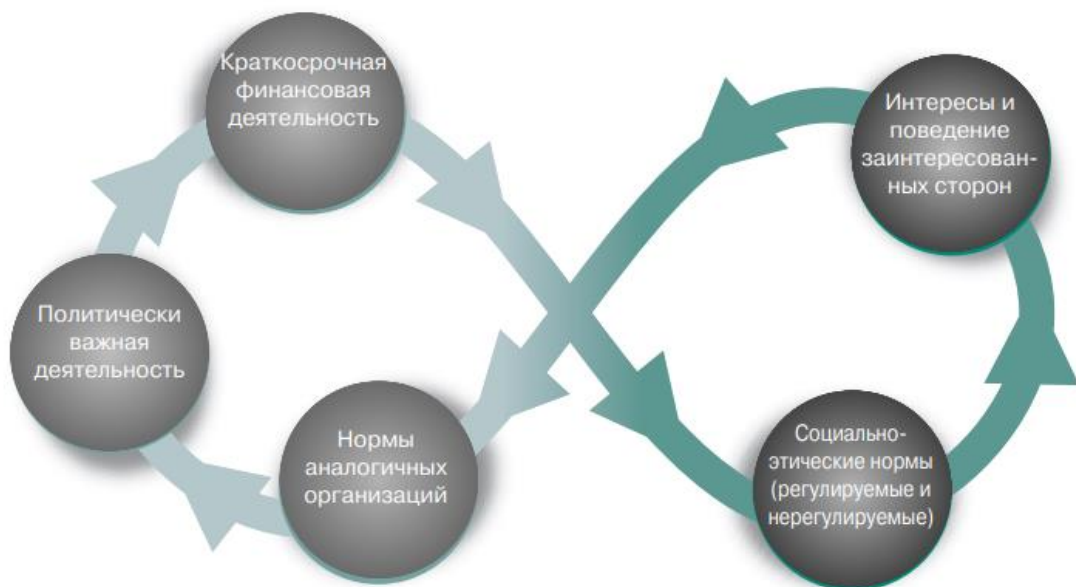 Краткосрочная
финансовая
деятельность
Интересы и
поведение
заинтересован-
ных сторон
Политически
важная
деятельность
Нормы
аналогичных
организаций
Социально-
этические нормы
(регулируемые и
нерегулируемые)